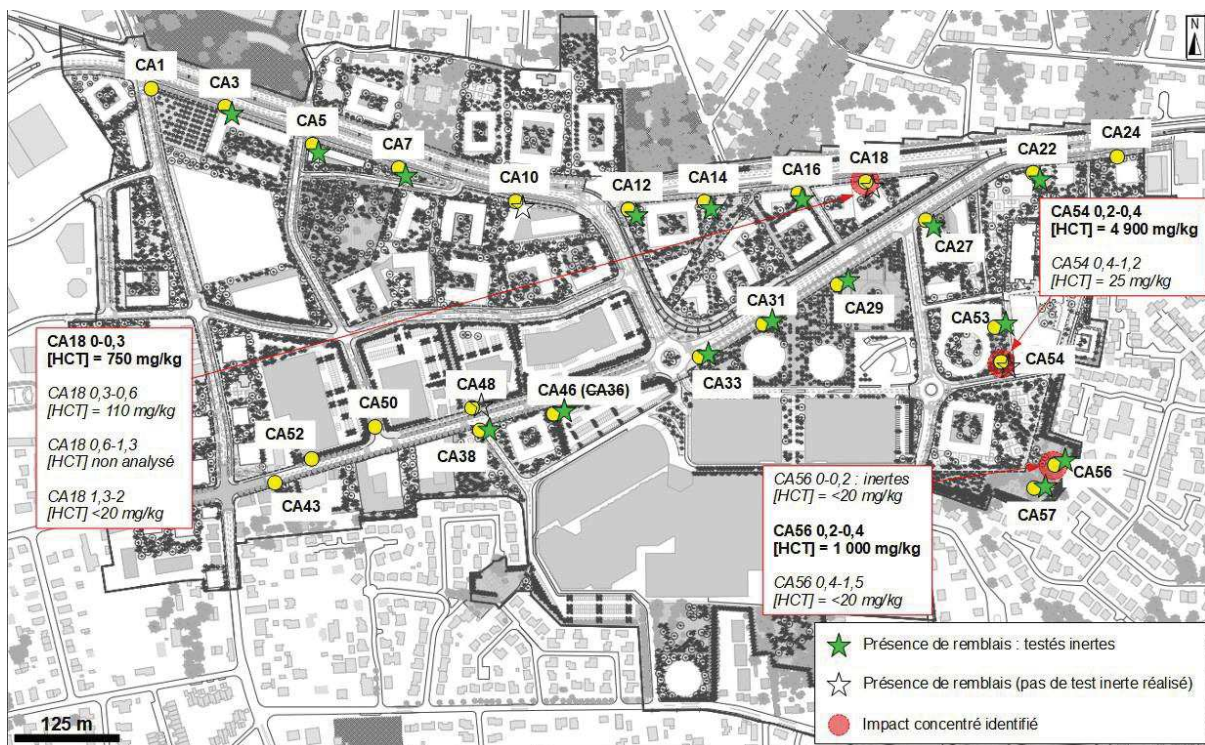 N
CA1
CA3
CA5
CA7
CA10
CA12
CA14
CA16
CA18
CA22
CA24
CA27
CA54 0,2-0,4
[HCT] = 4 900 mg/kg
CA54 0,4-1,2
[HCT] = 25 mg/kg
CA29
CA31
CA53
CA33
CA54
CA18 0-0,3
[HCT] = 750 mg/kg
CA18 0,3-0,6
[HCT] = 110 mg/kg
CA18 0,6-1,3
[HCT] non analysé
CA18 1,3-2
[HCT] <20 mg/kg
CA48
CA46 (CA36)
CA50
CA52
CA38
CA43
CA56 0-0,2 : inertes
[HCT] = <20 mg/kg
CA56 0,2-0,4
[HCT] = 1 000 mg/kg
CA56 0,4-1,5
[HCT] = <20 mg/kg
CA56
CA57
Présence de remblais : testés inertes
Présence de remblais (pas de test inerte réalisé)
Impact concentré identifié
125 m